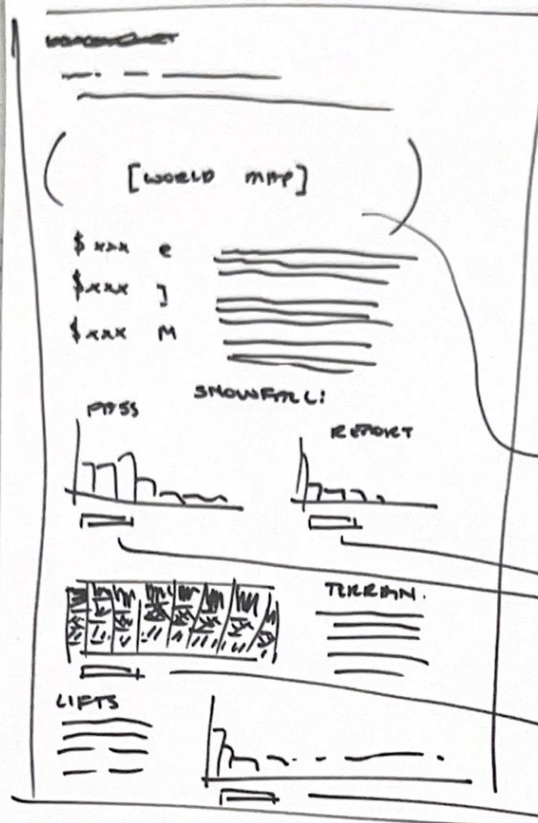 [WORLD MAP]
$xxx e
$xxx J
$xxx M
SNOWFALL:
PASS
REPORT
TERRAIN.
LIFTS